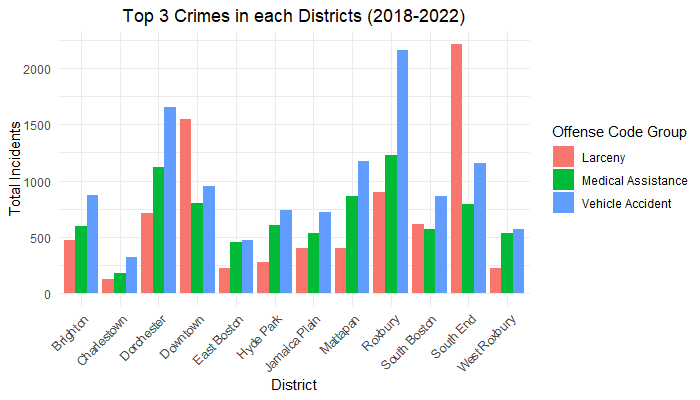 Top 3 Crimes in each Districts (2018-2022)
Total Incidents
2000
1500
1000
500
0
Brighton
Charlestown
Dorchester
Downtown
East Boston
Hyde Park
Jamaica Plain
Mattapan
Roxbury
South Boston
South End
West Roxbury
District
Offense Code Group
Larceny
Medical Assistance
Vehicle Accident